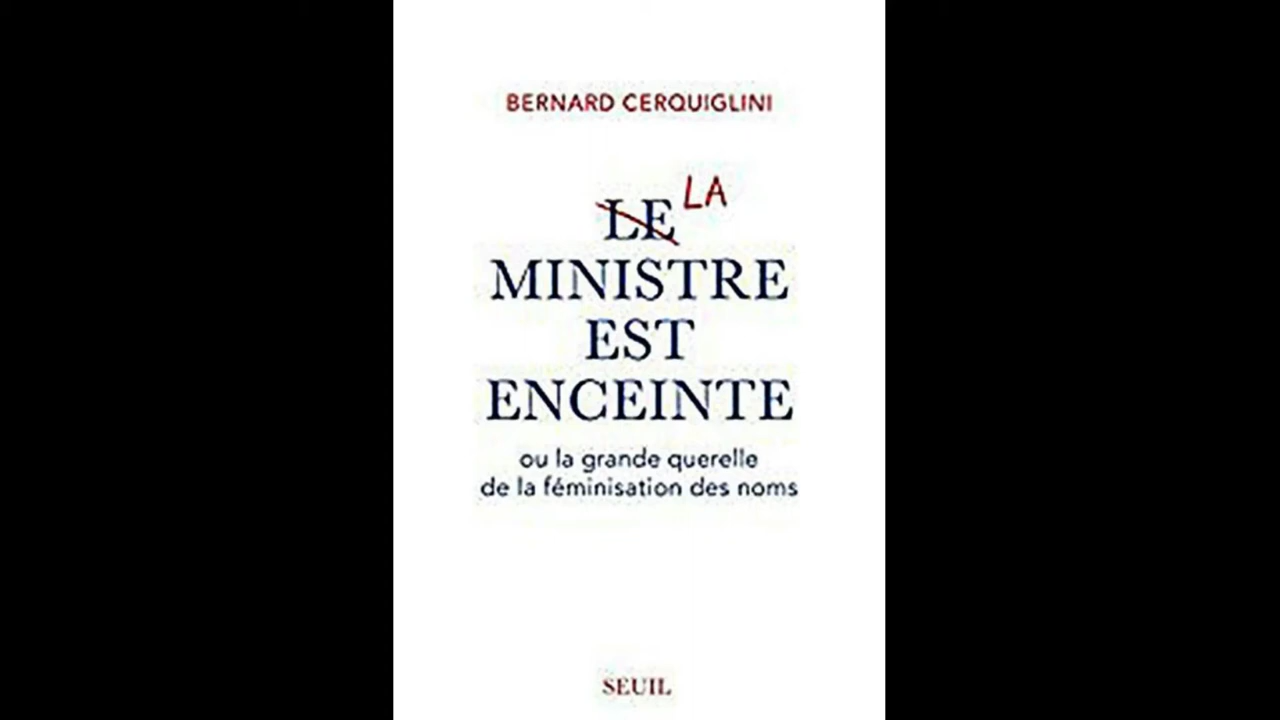 BERNARD CERQUIGLINI
LE LA
MINISTRE
EST
ENCEINTE
ou la grande querelle
de la féminisation des noms
SEUIL